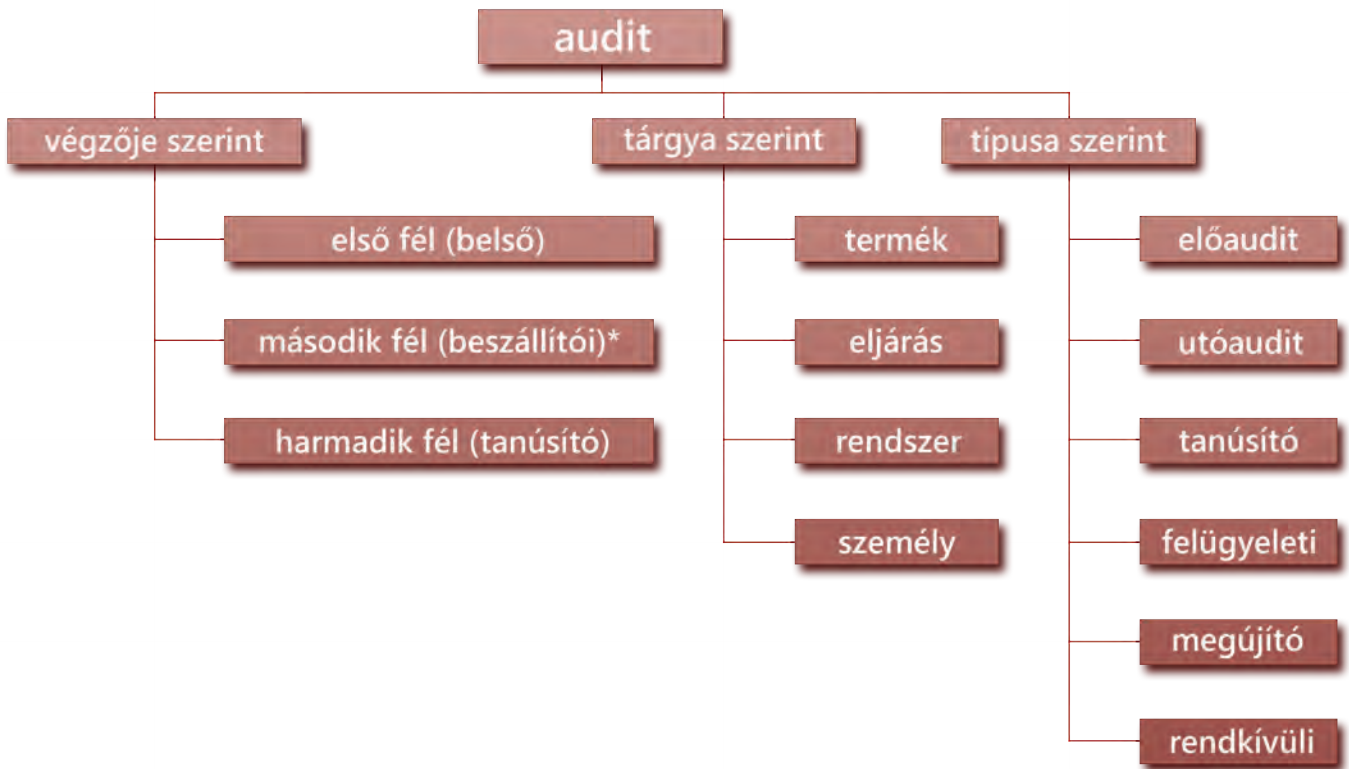 audit
végzője szerint
első fél (belső)
második fél (beszállítói)*
harmadik fél (tanúsító)
tárgya szerint
termék
eljárás
rendszer
személy
típusa szerint
előaudit
utóaudit
tanúsító
felügyeleti
megújító
rendkívüli